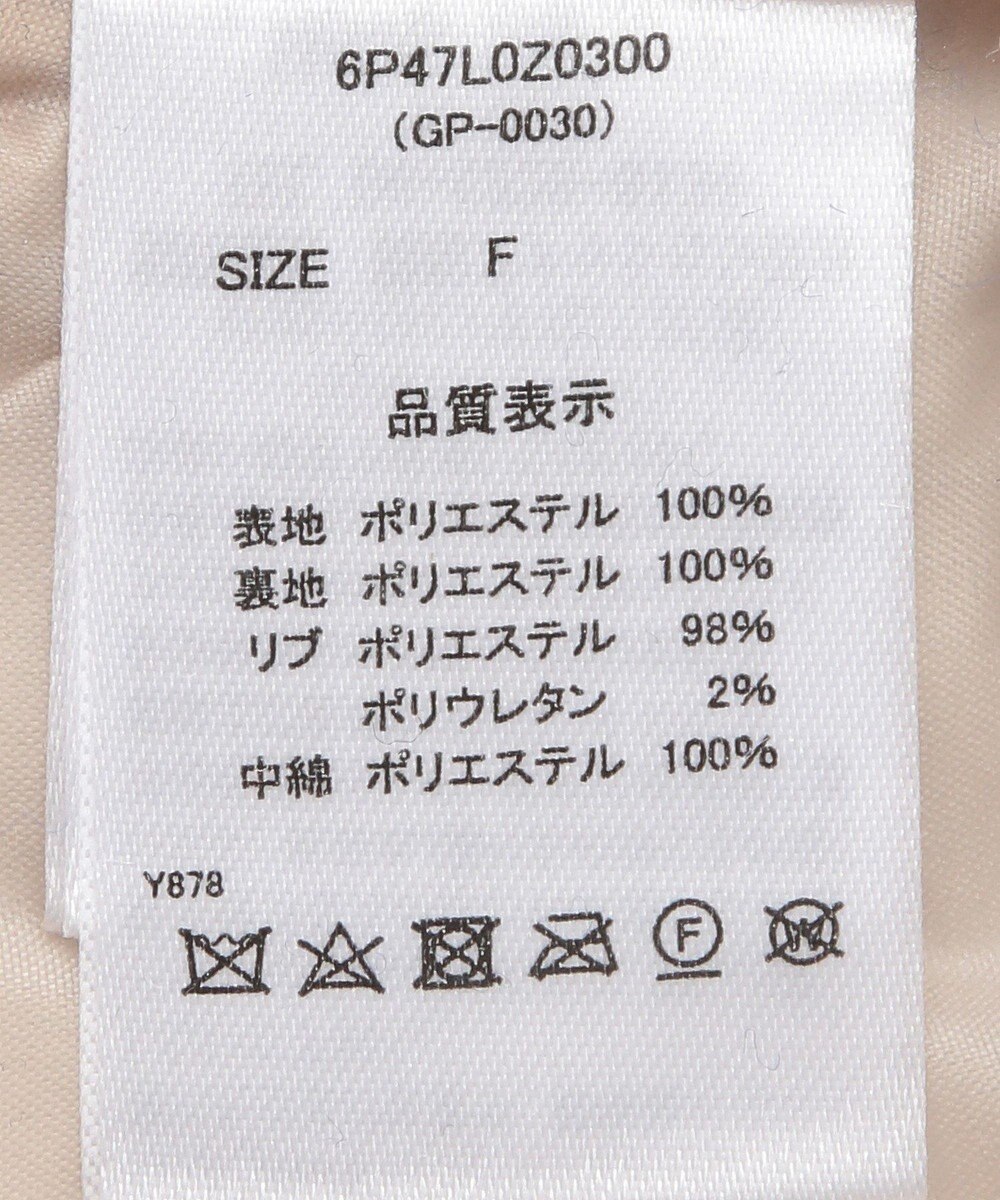 6P47L0Z0300
(GP-0030)
SIZE F
品質表示
表地 ポリエステル 100%
裏地 ポリエステル 100%
リブ ポリエステル 98%
ポリウレタン 2%
中綿 ポリエステル 100%
Y878
F W